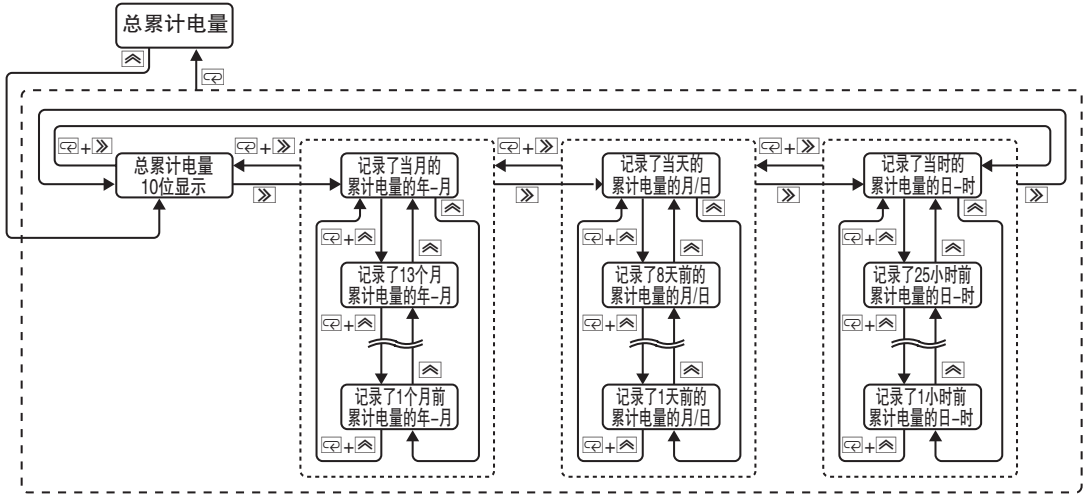 总累计电量
总累计电量
10位显示
记录了当月的
累计电量的年-月
记录了当天的
累计电量的月/日
记录了当时的
累计电量的日-时
记录了13个月
累计电量的年-月
记录了8天前的
累计电量的月/日
记录了25小时前
累计电量的日-时
记录了1个月前
累计电量的年-月
记录了1天前的
累计电量的月/日
记录了1小时前
累计电量的日-时